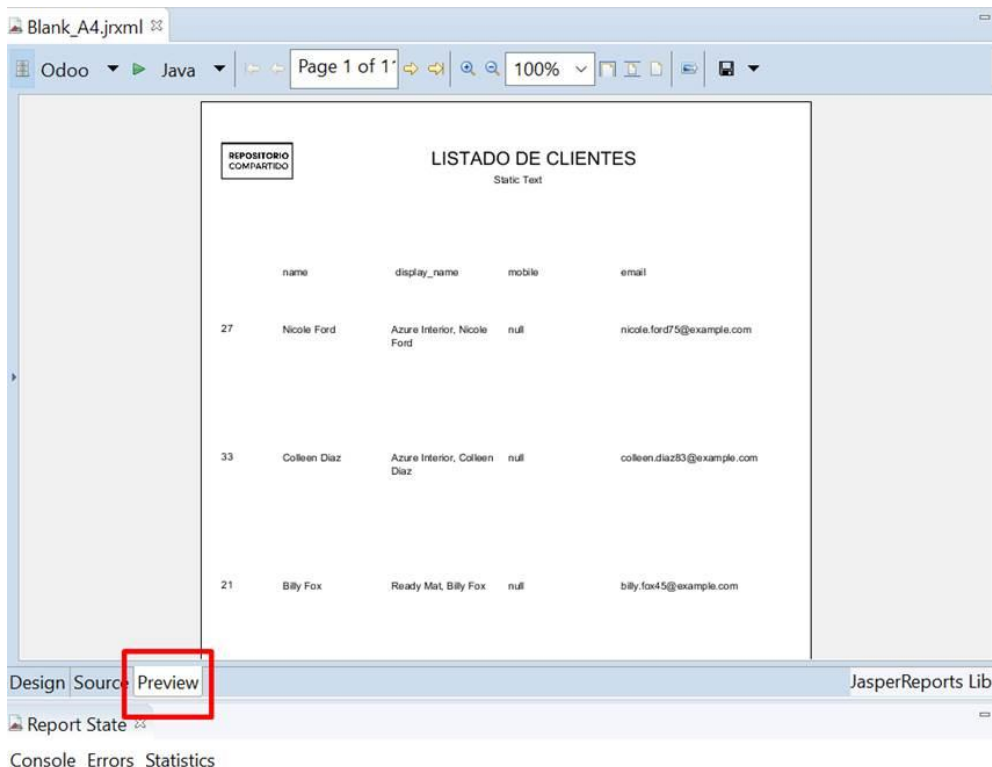 Blank_A4.jrxml
Odoo Java Page 1 of 11 100%
REPOSITORIO
COMPARTIDO
LISTADO DE CLIENTES
Static Text
name display_name mobile email
27 Nicole Ford Azure Interior, Nicole null nicole.ford75@example.com
Ford
33 Colleen Diaz Azure Interior, Colleen null colleen.diaz83@example.com
Diaz
21 Billy Fox Ready Mat, Billy Fox null billy.fox45@example.com
Design Source Preview JasperReports Lib
Report State
Console Errors Statistics